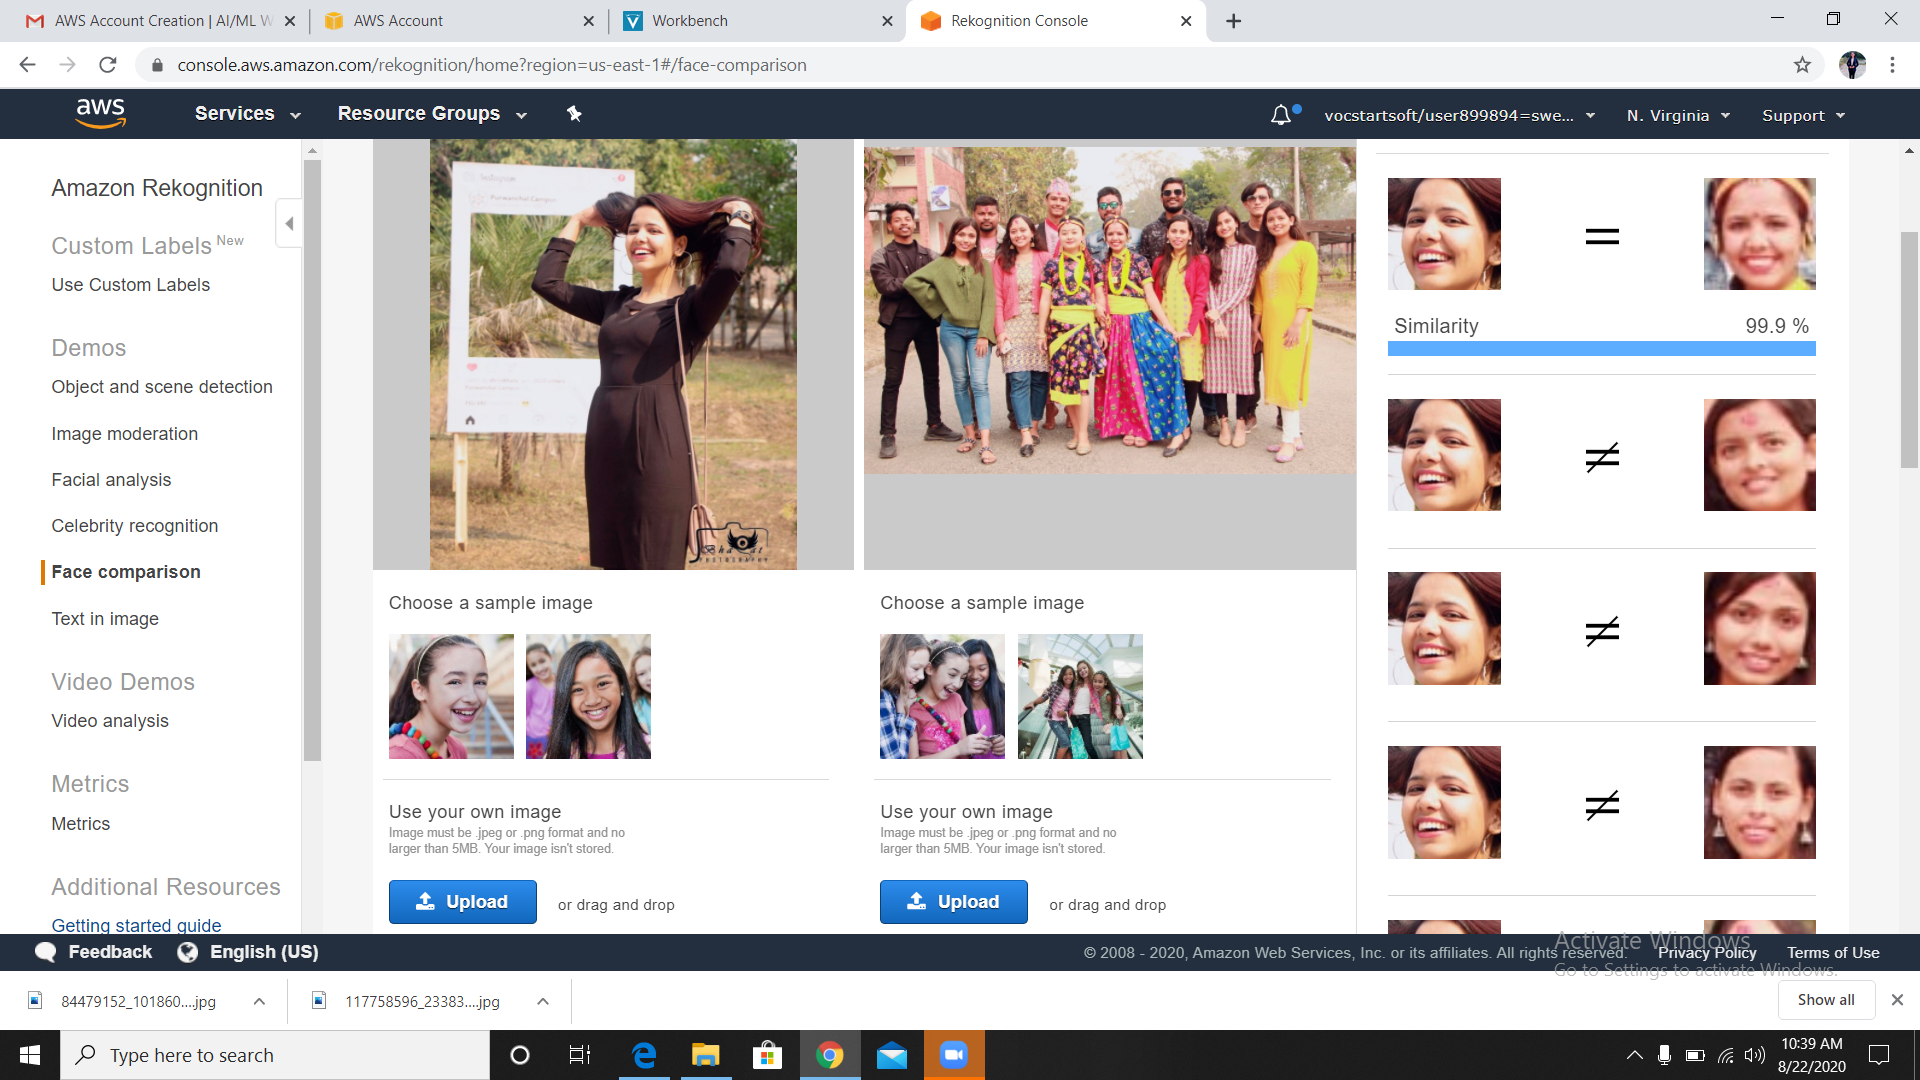 AWS Account Creation | AI/ML W
AWS Account
Workbench
Rekognition Console
console.aws.amazon.com/rekognition/home?region=us-east-1#/face-comparison
aws
Services
Resource Groups
vocstartsoft/user899894=swe...
N. Virginia
Support
Amazon Rekognition
Custom Labels New
Use Custom Labels
Demos
Object and scene detection
Image moderation
Facial analysis
Celebrity recognition
Face comparison
Text in image
Video Demos
Video analysis
Metrics
Metrics
Additional Resources
Getting started guide
Choose a sample image
Use your own image
Image must be .jpeg or .png format and no
larger than 5MB. Your image isn't stored.
Upload
or drag and drop
Choose a sample image
Use your own image
Image must be .jpeg or .png format and no
larger than 5MB. Your image isn't stored.
Upload
or drag and drop
=
Similarity 99.9 %
≠
≠
≠
Feedback
English (US)
© 2008 - 2020, Amazon Web Services, Inc. or its affiliates. All rights reserved.
Privacy Policy
Terms of Use
Activate Windows
Go to Settings to activate Windows.
84479152_101860....jpg
117758596_23383....jpg
Show all
Type here to search
10:39 AM
8/22/2020